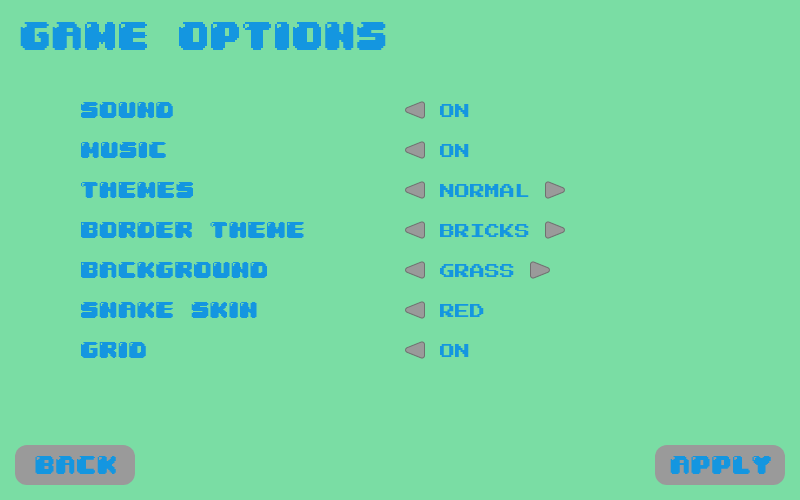 GAME OPTIONS
SOUND ON
MUSIC ON
THEMES NORMAL
BORDER THEME BRICKS
BACKGROUND GRASS
SNAKE SKIN RED
GRID ON
BACK APPLY